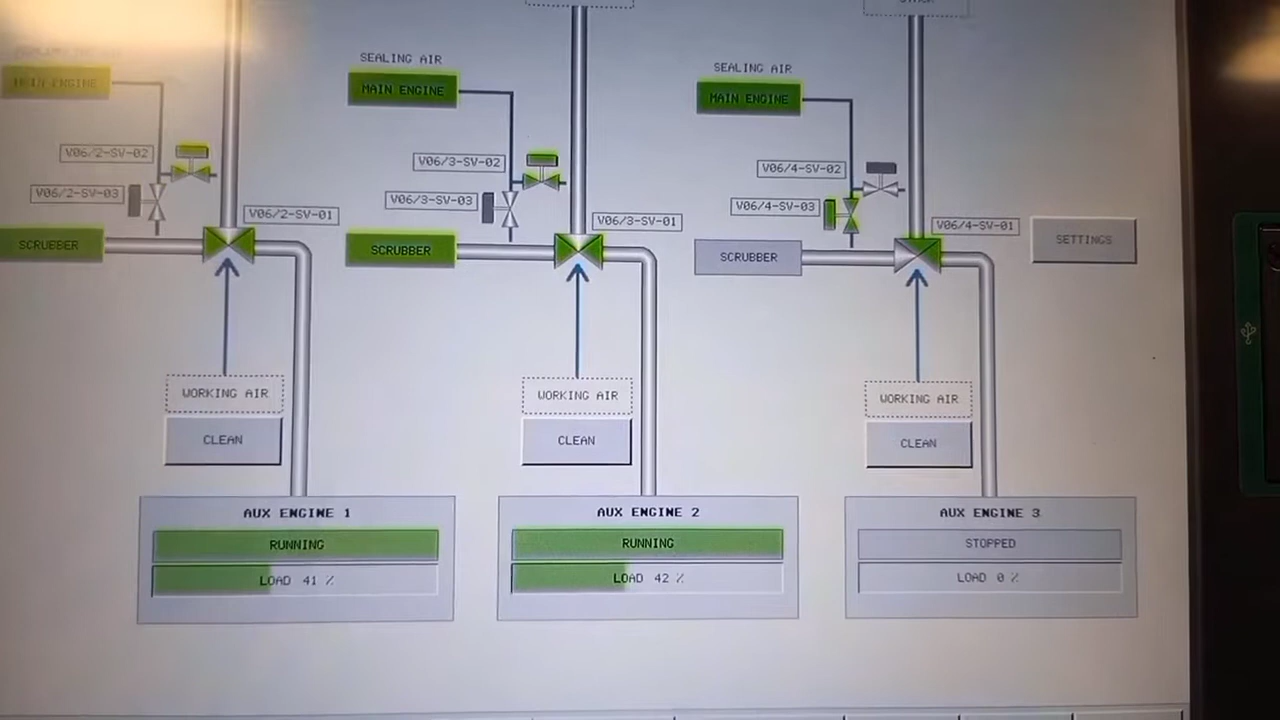 SEALING AIR
MAIN ENGINE
V06/2-SV-02
V06/2-SV-03
V06/2-SV-01
SCRUBBER
WORKING AIR
CLEAN
AUX ENGINE 1
RUNNING
LOAD 41 %
SEALING AIR
MAIN ENGINE
V06/3-SV-02
V06/3-SV-03
V06/3-SV-01
SCRUBBER
WORKING AIR
CLEAN
AUX ENGINE 2
RUNNING
LOAD 42 %
MAIN ENGINE
V06/4-SV-02
V06/4-SV-03
V06/4-SV-01
SCRUBBER
WORKING AIR
CLEAN
AUX ENGINE 3
STOPPED
LOAD 0 %
SETTINGS